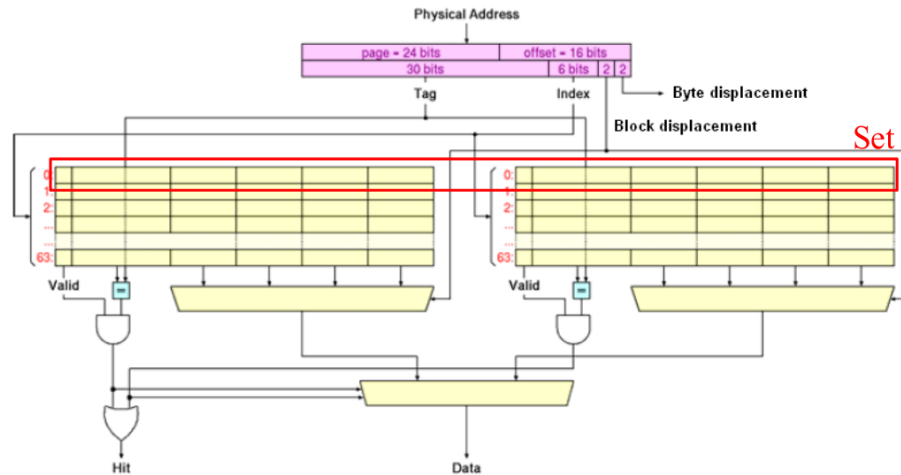 Physical Address
page = 24 bits offset = 16 bits
30 bits 6 bits 2 2
Byte displacement
Tag Index
Block displacement
Set
0: 0:
1: 1:
2: 2:
... ...
... ...
63: 63:
Valid = Valid =
Hit Data